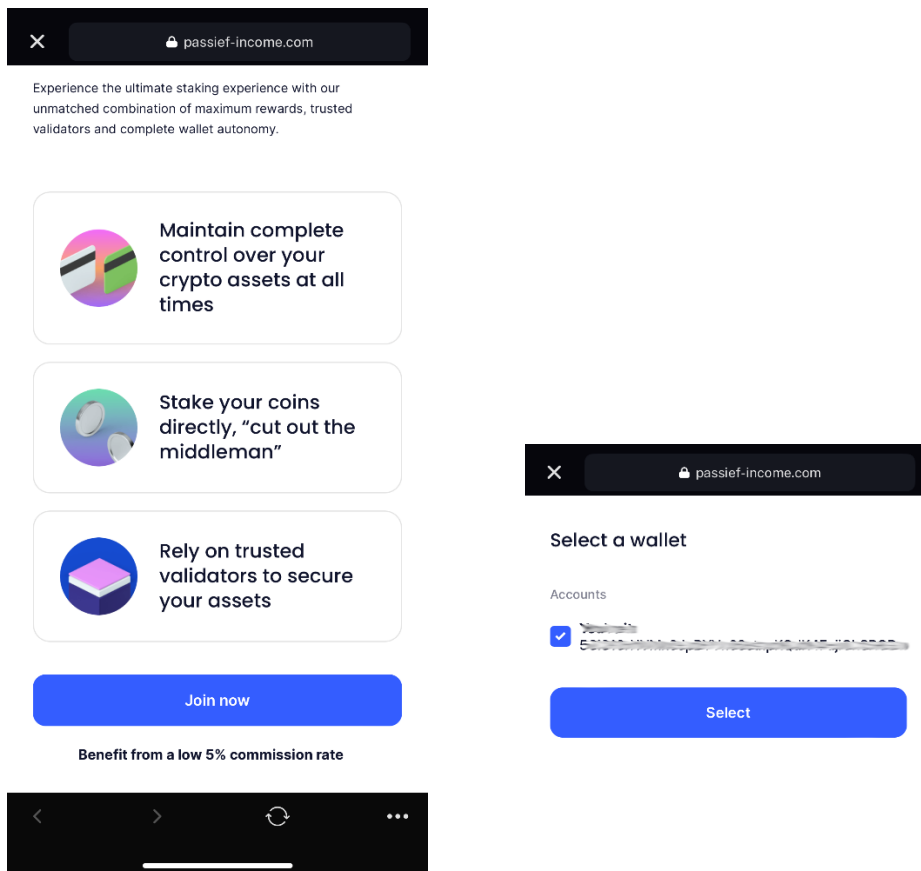 passief-income.com
Experience the ultimate staking experience with our
unmatched combination of maximum rewards, trusted
validators and complete wallet autonomy.
Maintain complete
control over your
crypto assets at all
times
Stake your coins
directly, “cut out the
middleman”
Rely on trusted
validators to secure
your assets
Join now
Benefit from a low 5% commission rate
passief-income.com
Select a wallet
Accounts
Select